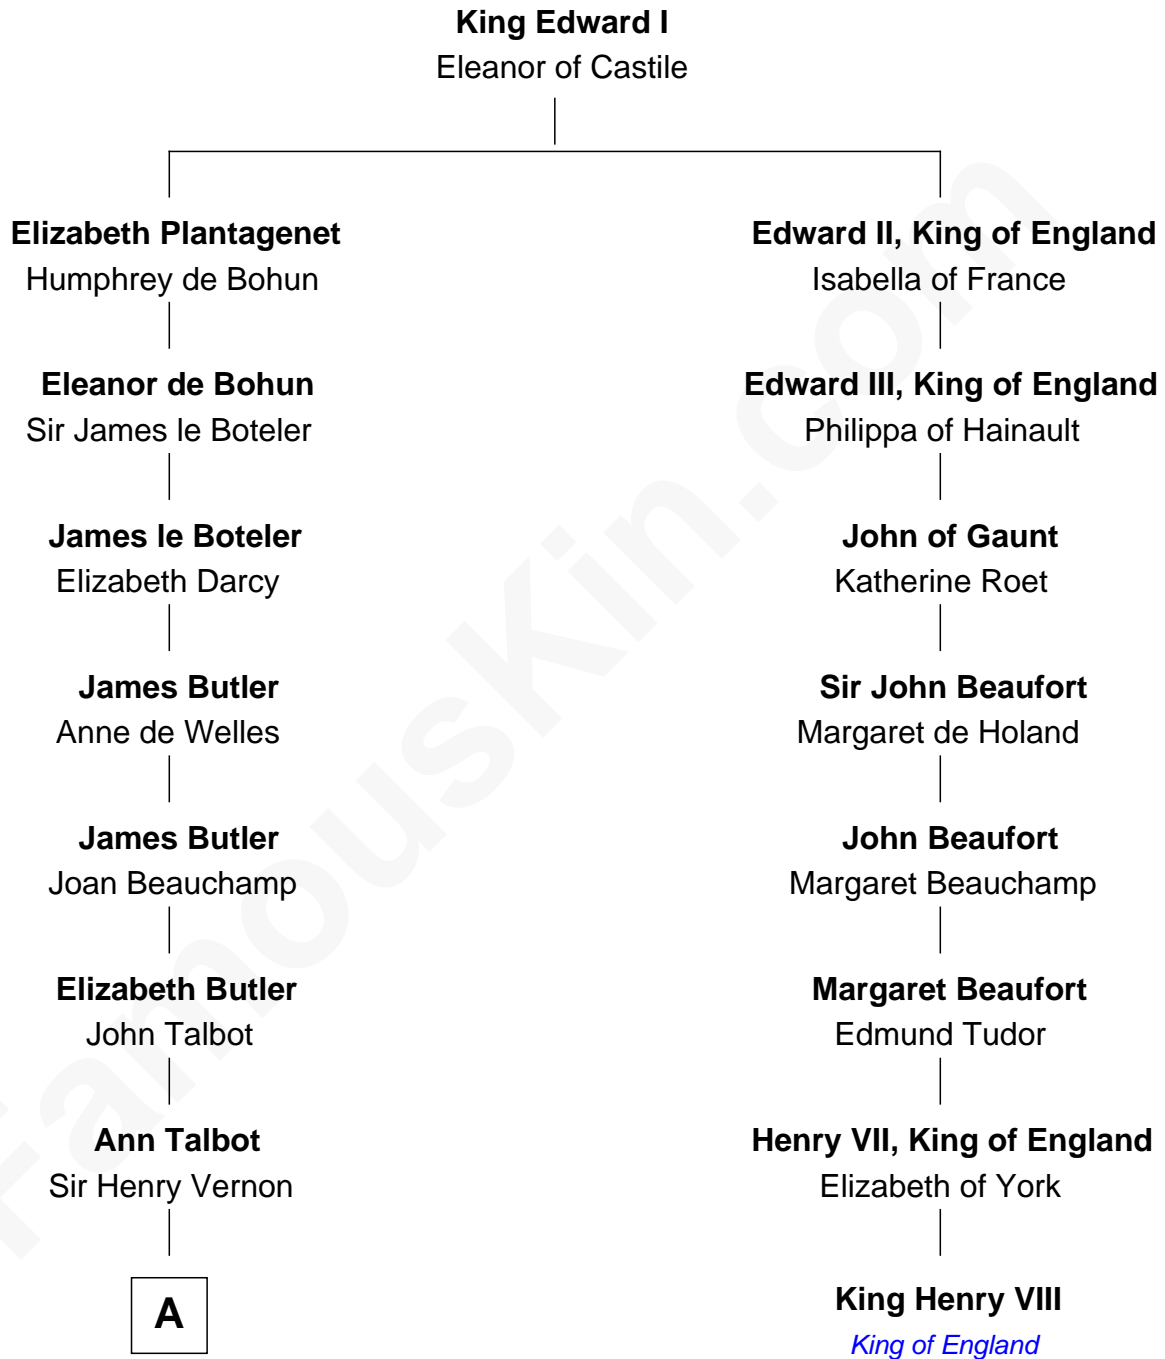 King Edward I
Eleanor of Castile
Elizabeth Plantagenet
Humphrey de Bohun
Edward II, King of England
Isabella of France
Eleanor de Bohun
Sir James le Boteler
Edward III, King of England
Philippa of Hainault
James le Boteler
Elizabeth Darcy
John of Gaunt
Katherine Roet
James Butler
Anne de Welles
Sir John Beaufort
Margaret de Holand
James Butler
Joan Beauchamp
John Beaufort
Margaret Beauchamp
Elizabeth Butler
John Talbot
Margaret Beaufort
Edmund Tudor
Ann Talbot
Sir Henry Vernon
Henry VII, King of England
Elizabeth of York
A
King Henry VIII
King of England
FamousKin.com